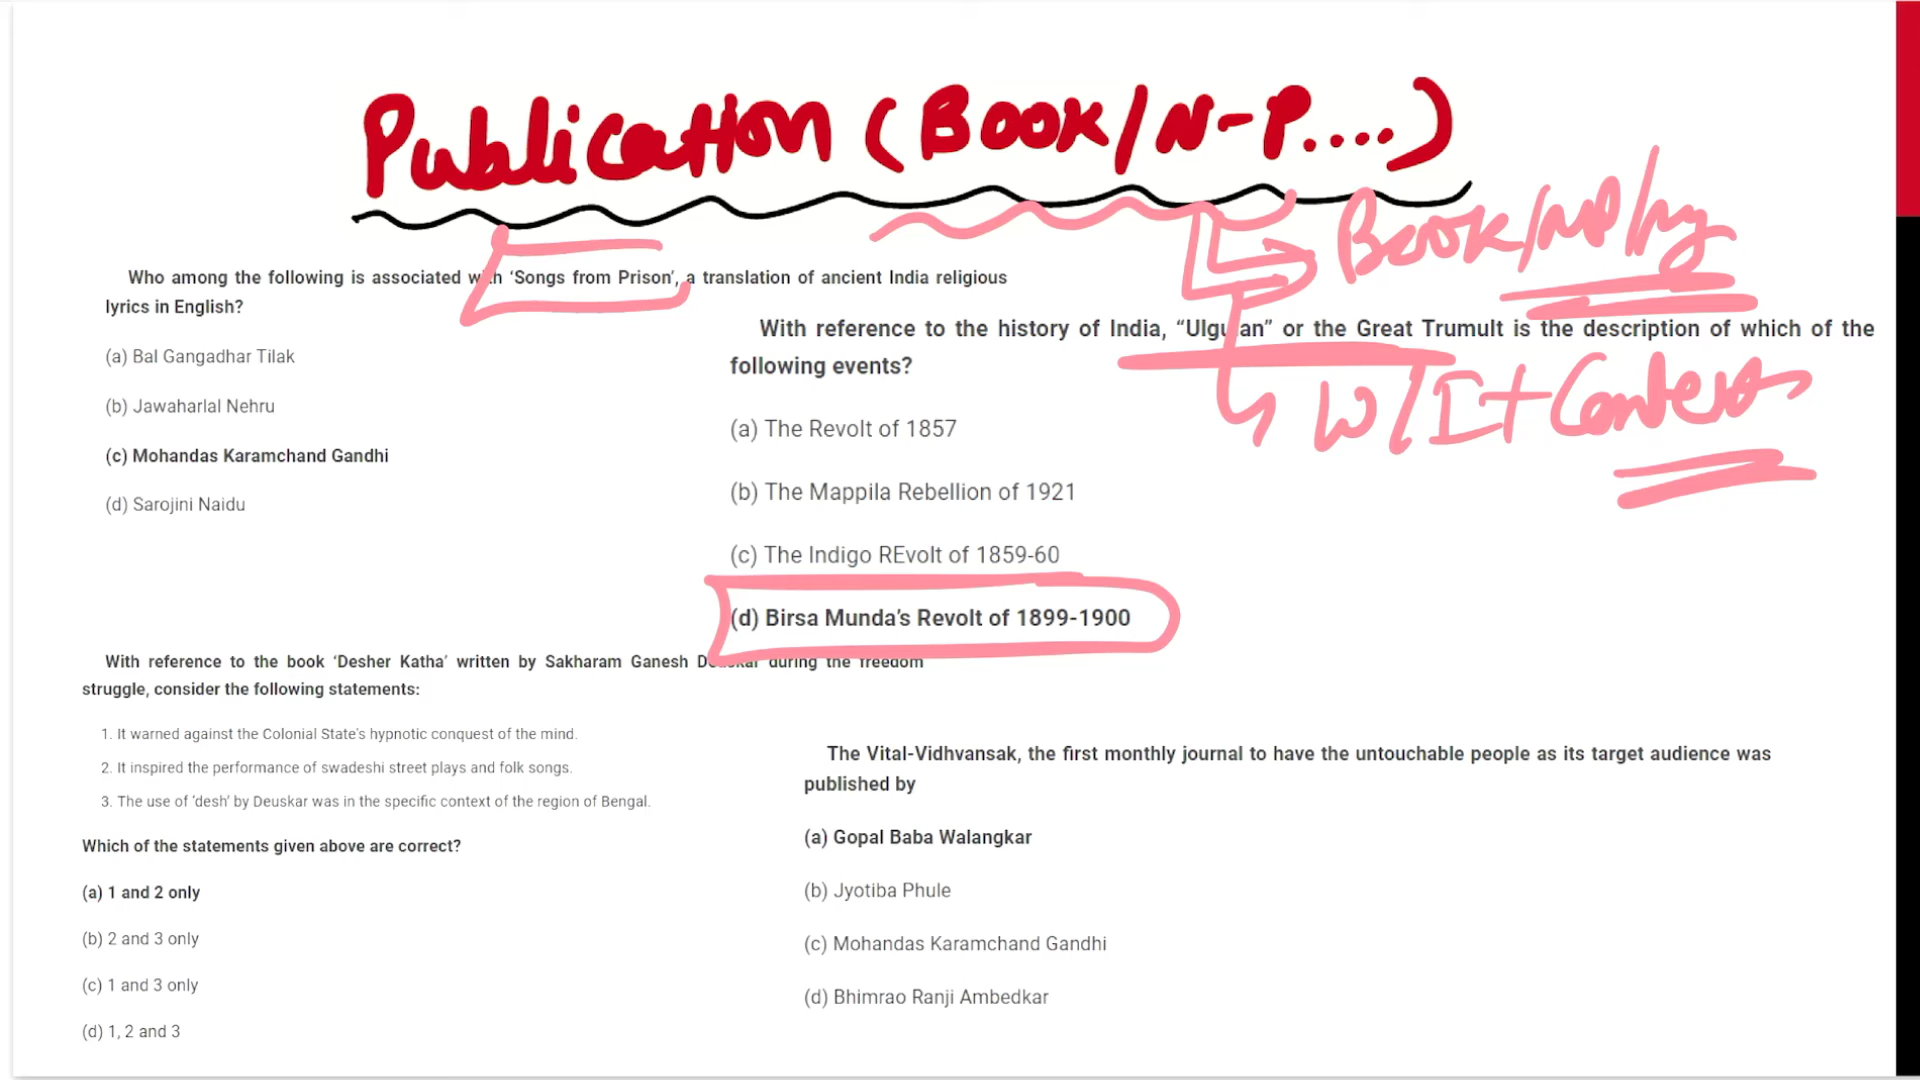 Publication (Book/N-P....)
Book/NP/
W/It Content
Who among the following is associated with ‘Songs from Prison’, a translation of ancient India religious
lyrics in English?
(a) Bal Gangadhar Tilak
(b) Jawaharlal Nehru
(c) Mohandas Karamchand Gandhi
(d) Sarojini Naidu
With reference to the history of India, “Ulgulan” or the Great Trumult is the description of which of the
following events?
(a) The Revolt of 1857
(b) The Mappila Rebellion of 1921
(c) The Indigo REvolt of 1859-60
(d) Birsa Munda’s Revolt of 1899-1900
With reference to the book ‘Desher Katha’ written by Sakharam Ganesh Deuskar during the freedom
struggle, consider the following statements:
1. It warned against the Colonial State's hypnotic conquest of the mind.
2. It inspired the performance of swadeshi street plays and folk songs.
3. The use of ‘desh’ by Deuskar was in the specific context of the region of Bengal.
Which of the statements given above are correct?
(a) 1 and 2 only
(b) 2 and 3 only
(c) 1 and 3 only
(d) 1, 2 and 3
The Vital-Vidhvansak, the first monthly journal to have the untouchable people as its target audience was
published by
(a) Gopal Baba Walangkar
(b) Jyotiba Phule
(c) Mohandas Karamchand Gandhi
(d) Bhimrao Ranji Ambedkar